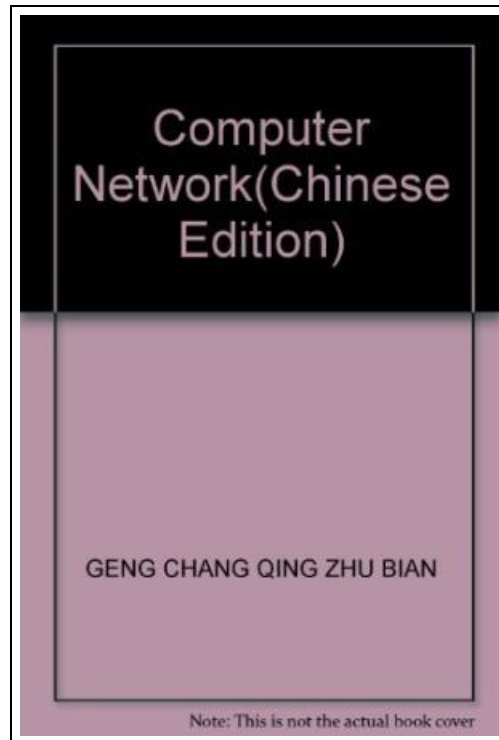 Computer
Network(Chinese
Edition)
GENG CHANG QING ZHU BIAN
Note: This is not the actual book cover